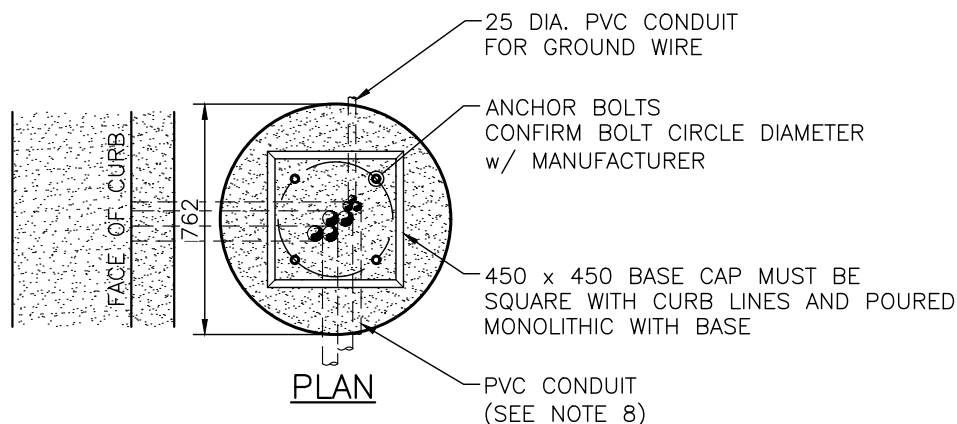 25 DIA. PVC CONDUIT
FOR GROUND WIRE
ANCHOR BOLTS
CONFIRM BOLT CIRCLE DIAMETER
w/ MANUFACTURER
FACE OF CURB
762
450 x 450 BASE CAP MUST BE
SQUARE WITH CURB LINES AND POURED
MONOLITHIC WITH BASE
PLAN
PVC CONDUIT
(SEE NOTE 8)